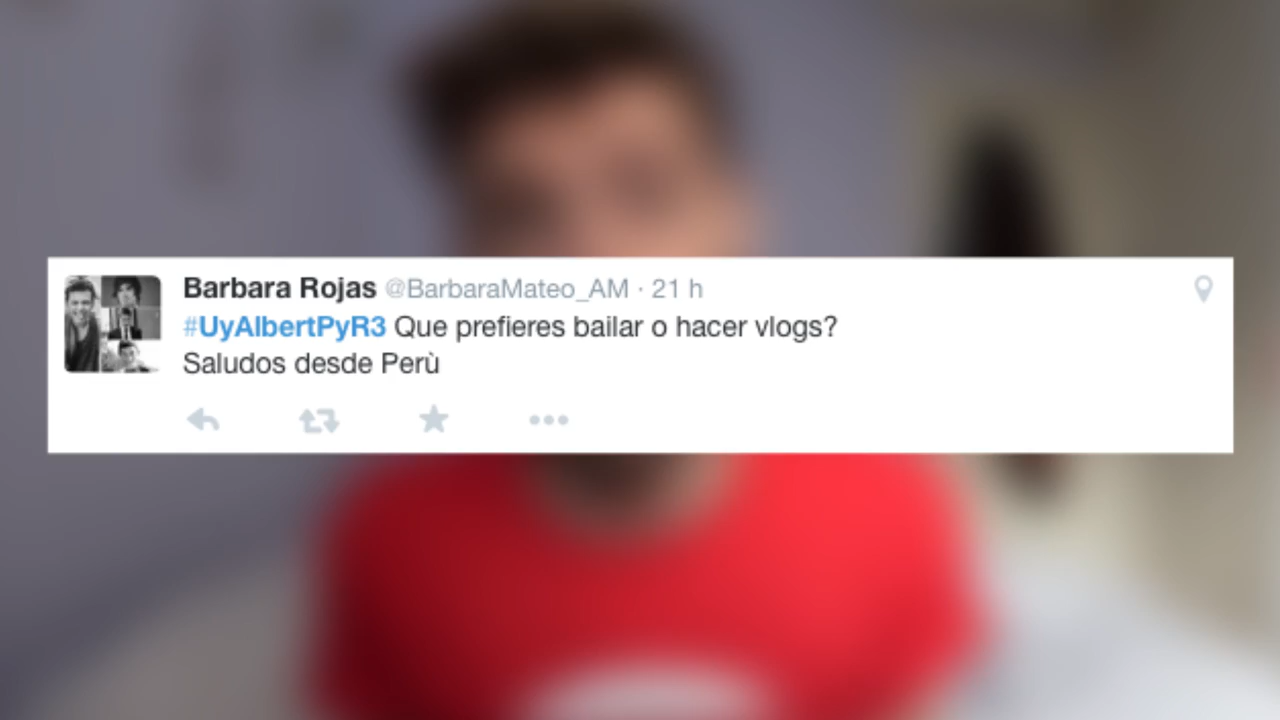 Barbara Rojas @BarbaraMateo_AM · 21 h
#UyAlbertPyR3 Que prefieres bailar o hacer vlogs?
Saludos desde Perù